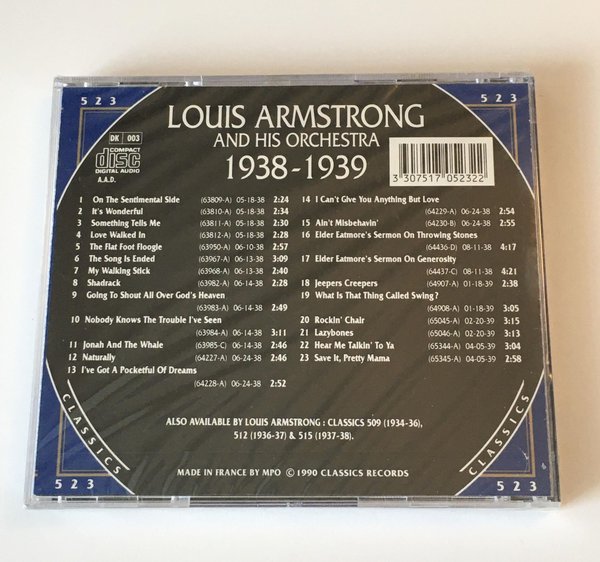 523
523
LOUIS ARMSTRONG
AND HIS ORCHESTRA
1938-1939
DK 003
COMPACT
disc
DIGITAL AUDIO
A.A.D.
3 307517 052322
1 On The Sentimental Side (63809-A) 05-18-38 2:24
2 It's Wonderful (63810-A) 05-18-38 2:34
3 Something Tells Me (63811-A) 05-18-38 2:30
4 Love Walked In (63812-A) 05-18-38 2:28
5 The Flat Foot Floogie (63950-A) 06-10-38 2:57
6 The Song is Ended (63967-A) 06-13-38 3:09
7 My Walking Stick (63968-A) 06-13-38 2:40
8 Shadrack (63982-A) 06-14-38 2:28
9 Going To Shout All Over God's Heaven
(63983-A) 06-14-38 2:49
10 Nobody Knows The Trouble I've Seen
(63984-A) 06-14-38 3:11
11 Jonah And The Whale (63985-C) 06-14-38 2:46
12 Naturally (64227-A) 06-24-38 2:46
13 I've Got A Pocketful Of Dreams
(64228-A) 06-24-38 2:52
14 I Can't Give You Anything But Love
(64229-A) 06-24-38 2:54
15 Ain't Misbehavin' (64230-B) 06-24-38 2:55
16 Elder Eatmore's Sermon On Throwing Stones
(64436-D) 08-11-38 4:17
17 Elder Eatmore's Sermon On Generosity
(64437-C) 08-11-38 4:21
18 Jeepers Creepers (64907-A) 01-18-39 2:38
19 What Is That Thing Called Swing?
(64908-A) 01-18-39 3:05
20 Rockin' Chair (65045-A) 02-20-39 3:15
21 Lazybones (65046-A) 02-20-39 3:13
22 Hear Me Talkin' To Ya (65344-A) 04-05-39 3:04
23 Save It, Pretty Mama (65345-A) 04-05-39 2:58
ALSO AVAILABLE BY LOUIS ARMSTRONG : CLASSICS 509 (1934-36),
512 (1936-37) & 515 (1937-38).
CLASSICS
CLASSICS
MADE IN FRANCE BY MPO © 1990 CLASSICS RECORDS
523
523